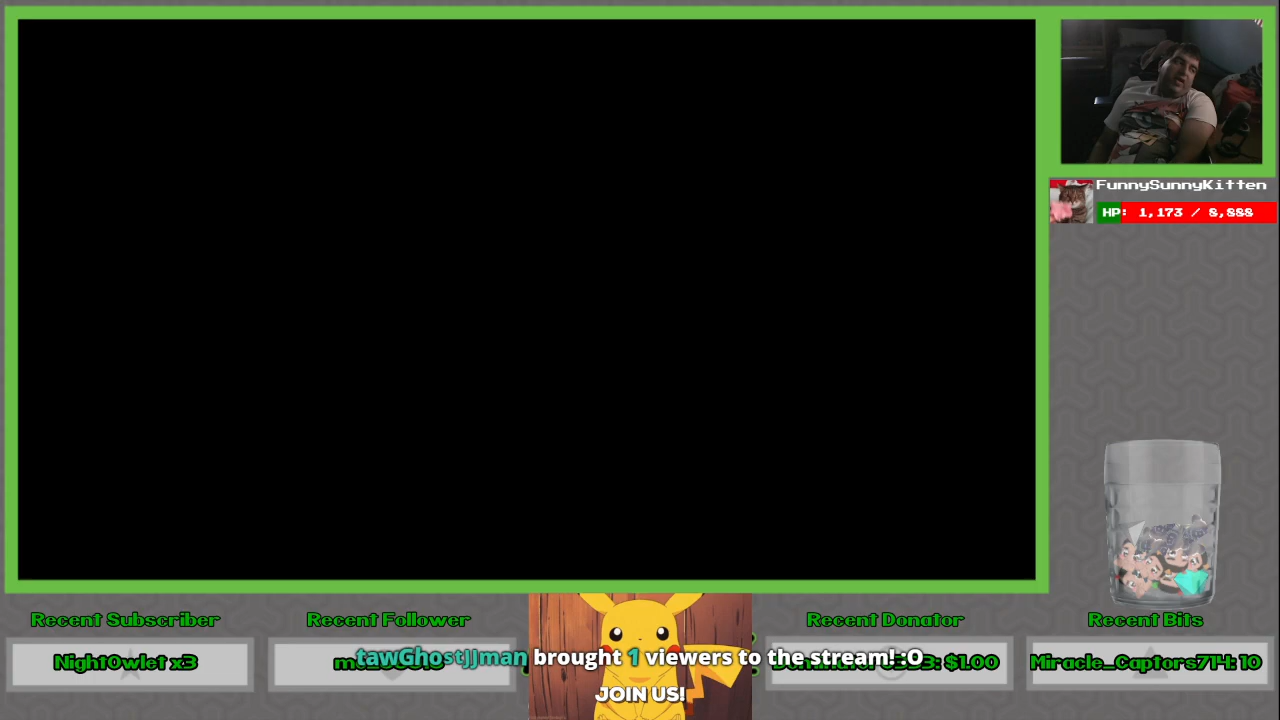 FunnySunnyKitten
HP: 1,173 / 8,888
Recent Subscriber
Recent Follower
Recent Donator
Recent Bits
NightOwlet x3
tawGhostJJman brought 1 viewers to the stream! :O
$1.00
Miracle_Captors714: 10
JOIN US!